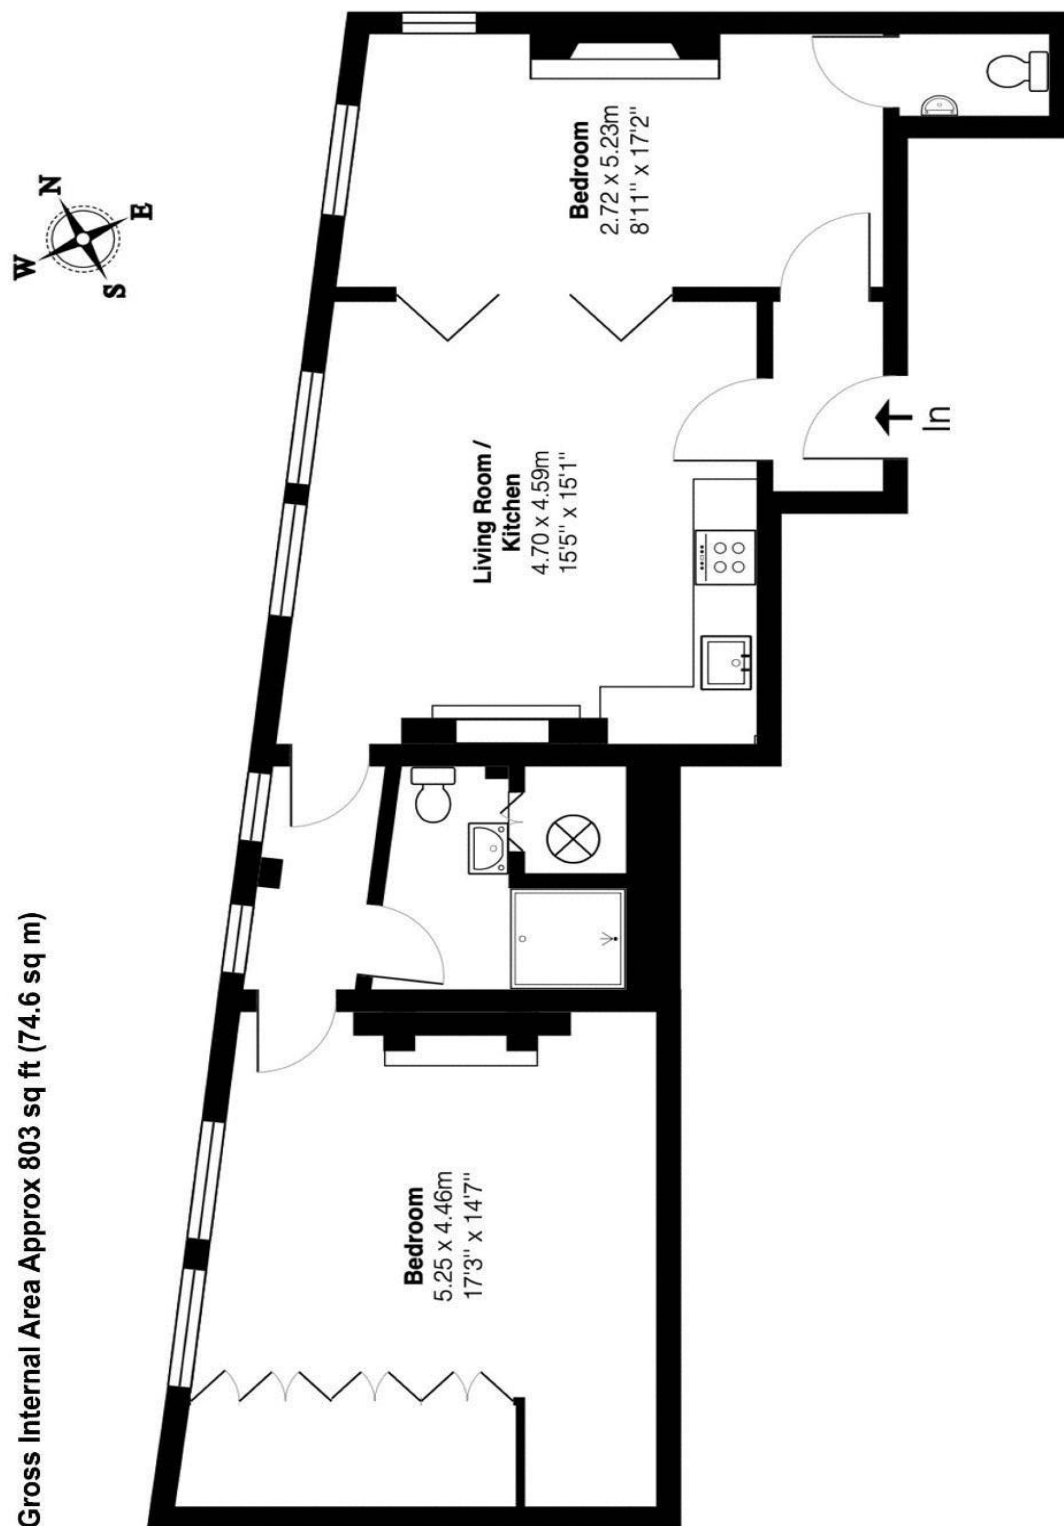 Gross Internal Area Approx 803 sq ft (74.6 sq m)
N
E
S
W
Bedroom
2.72 x 5.23m
8'11" x 17'2"
Living Room /
Kitchen
4.70 x 4.59m
15'5" x 15'1"
In
Bedroom
5.25 x 4.46m
17'3" x 14'7"